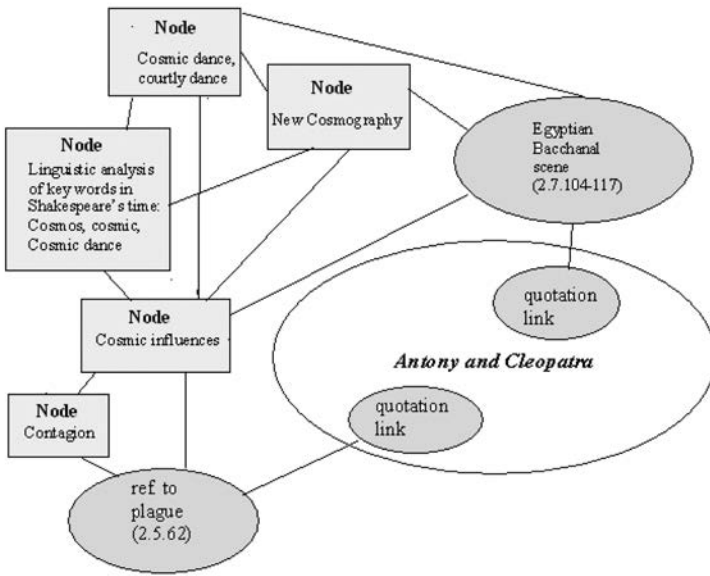 Node
Cosmic dance,
courtly dance
Node
New Cosmography
Egyptian
Bacchanal
scene
(2.7.104-117)
Node
Linguistic analysis
of key words in
Shakespeare's time:
Cosmos, cosmic,
Cosmic dance
quotation
link
Node
Cosmic influences
Antony and Cleopatra
Node
Contagion
quotation
link
ref. to
plague
(2.5.62)